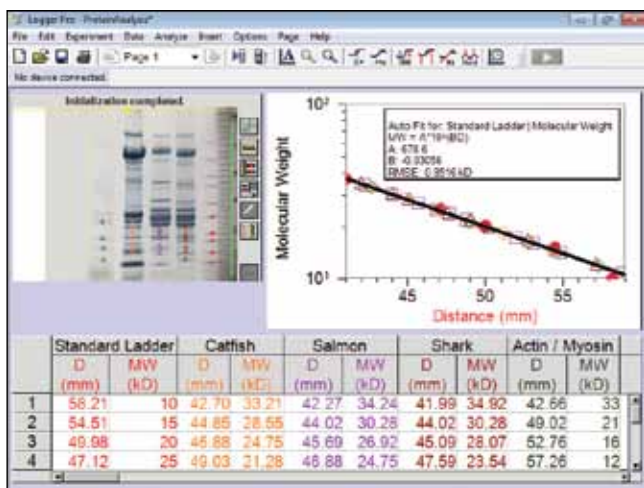 Logger Pro - ProteinAnalysis*
File Edit Experiment Data Analyze Insert Options Page Help
Page 1
No device connected.
Initialization completed.
Molecular Weight
10²
10¹
Auto Fit for: Standard Ladder | Molecular Weight
MW = A*10^(BD)
A: 678.6
B: -0.03056
RMSE: 0.9516 kD
45 50 55
Distance (mm)
Standard Ladder Catfish Salmon Shark Actin / Myosin
D MW D MW D MW D MW D MW
(mm) (kD) (mm) (kD) (mm) (kD) (mm) (kD) (mm) (kD)
1 58.21 10 42.70 33.21 42.27 34.24 41.99 34.92 42.66 33
2 54.51 15 44.85 28.55 44.02 30.28 44.02 30.28 49.02 21
3 49.98 20 46.88 24.75 45.69 26.92 45.09 28.07 52.76 16
4 47.12 25 49.03 21.28 46.88 24.75 47.59 23.54 57.26 12